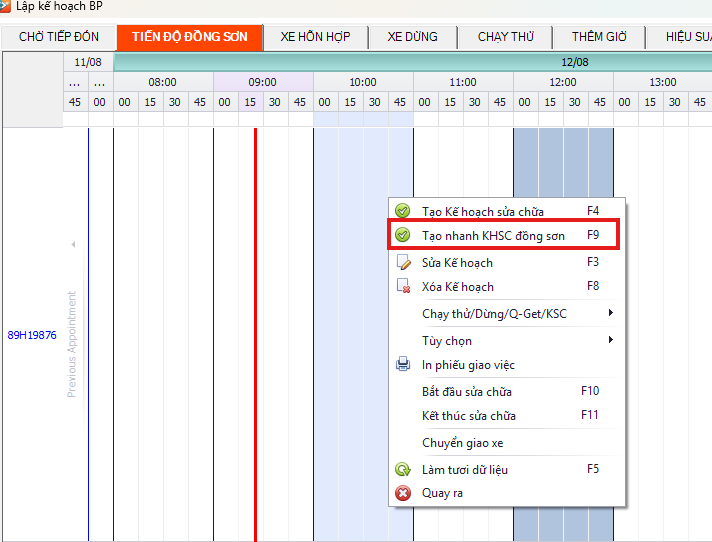 Lập kế hoạch BP
CHỜ TIẾP ĐÓN TIẾN ĐỘ ĐỒNG SƠN XE HỖN HỢP XE DỪNG CHẠY THỬ THÊM GIỜ HIỆU SUẤ
11/08 12/08
... ... 08:00 09:00 10:00 11:00 12:00 13:00
45 00 00 15 30 45 00 15 30 45 00 15 30 45 00 15 30 45 00 15 30 45 00 15 30 45
Tạo Kế hoạch sửa chữa F4
Tạo nhanh KHSC đồng sơn F9
Sửa Kế hoạch F3
Xóa Kế hoạch F8
Chạy thử/Dừng/Q-Get/KSC
89H19876
Previous Appointment
Tùy chọn
In phiếu giao việc
Bắt đầu sửa chữa F10
Kết thúc sửa chữa F11
Chuyển giao xe
Làm tươi dữ liệu F5
Quay ra